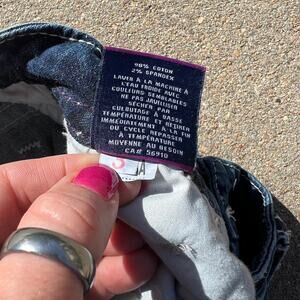 98% COTON
2% SPANDEX
LAVER A LA MACHINE À
L'EAU FROIDE AVEC
COULEURS SEMBLABLES
NE PAS JAVELLISER
SÉCHER PAR
CULBUTAGE À BASSE
TEMPÉRATURE ET RETIRER
IMMÉDIATEMENT À LA FIN
DU CYCLE REPASSER
À TEMPÉRATURE
MOYENNE AU BESOIN
CA# 56910